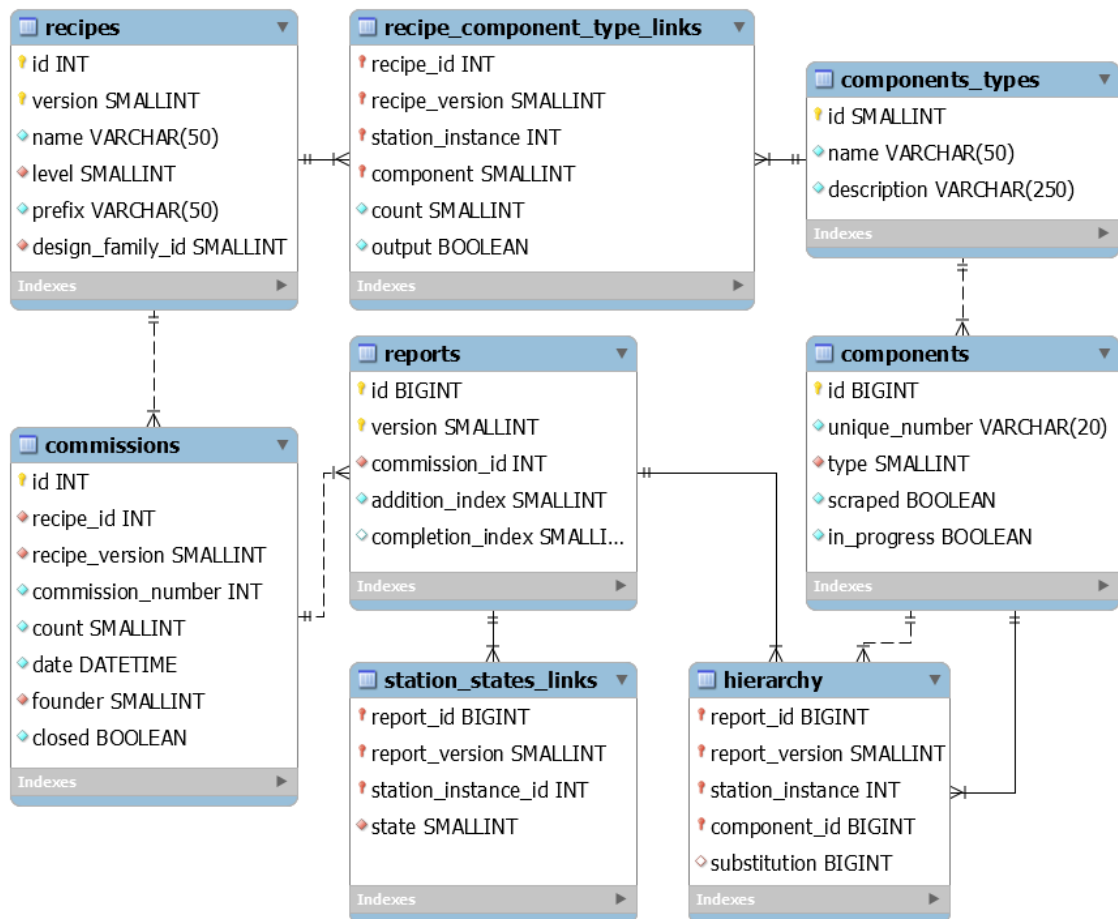 recipes
id INT
version SMALLINT
name VARCHAR(50)
level SMALLINT
prefix VARCHAR(50)
design_family_id SMALLINT
Indexes
recipe_component_type_links
recipe_id INT
recipe_version SMALLINT
station_instance INT
component SMALLINT
count SMALLINT
output BOOLEAN
Indexes
components_types
id SMALLINT
name VARCHAR(50)
description VARCHAR(250)
Indexes
commissions
id INT
recipe_id INT
recipe_version SMALLINT
commission_number INT
count SMALLINT
date DATETIME
founder SMALLINT
closed BOOLEAN
Indexes
reports
id BIGINT
version SMALLINT
commission_id INT
addition_index SMALLINT
completion_index SMALLI...
Indexes
components
id BIGINT
unique_number VARCHAR(20)
type SMALLINT
scraped BOOLEAN
in_progress BOOLEAN
Indexes
station_states_links
report_id BIGINT
report_version SMALLINT
station_instance_id INT
state SMALLINT
Indexes
hierarchy
report_id BIGINT
report_version SMALLINT
station_instance INT
component_id BIGINT
substitution BIGINT
Indexes